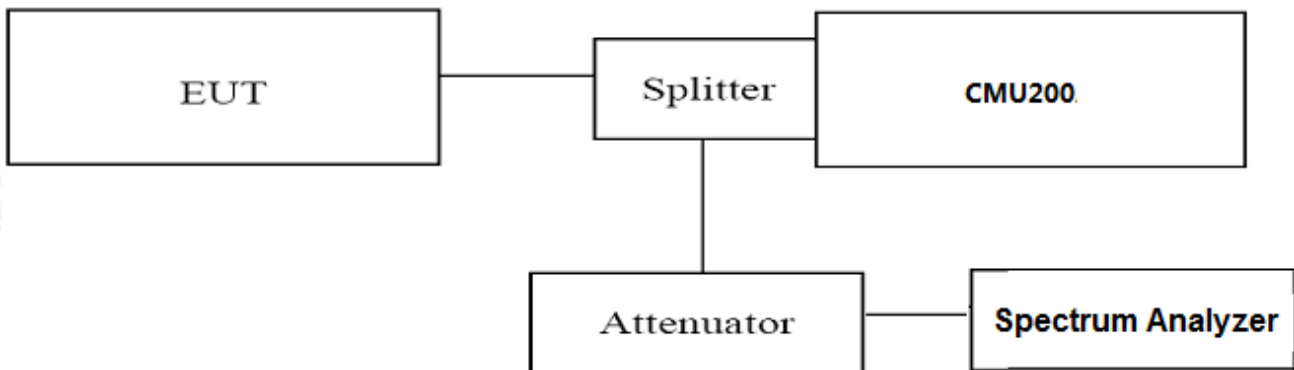 EUT
Splitter
CMU200.
Attenuator
Spectrum Analyzer